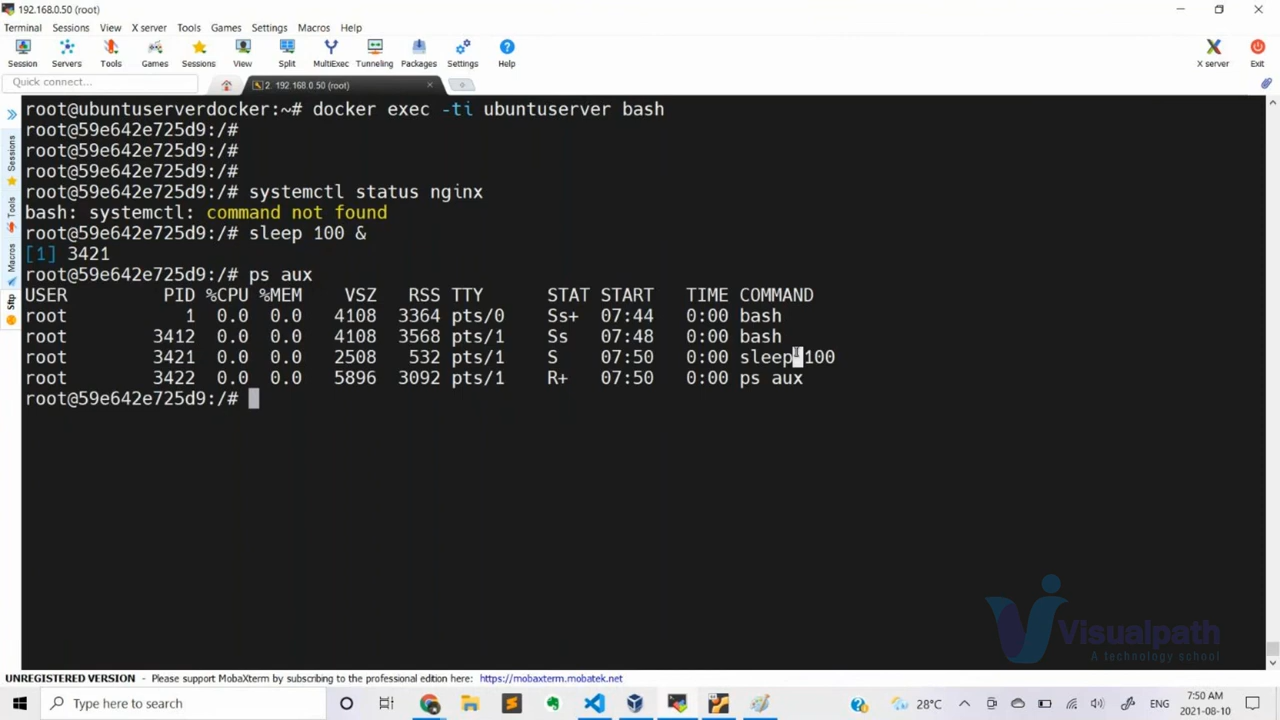 192.168.0.50 (root)
Terminal Sessions View X server Tools Games Settings Macros Help
Session Servers Tools Games Sessions View Split MultiExec Tunneling Packages Settings Help X server Exit
Quick connect... 2. 192.168.0.50 (root)
root@ubuntuserverdocker:~# docker exec -ti ubuntuserver bash
root@59e642e725d9:/#
root@59e642e725d9:/#
root@59e642e725d9:/#
root@59e642e725d9:/# systemctl status nginx
bash: systemctl: command not found
root@59e642e725d9:/# sleep 100 &
[1] 3421
root@59e642e725d9:/# ps aux
USER PID %CPU %MEM VSZ RSS TTY STAT START TIME COMMAND
root 1 0.0 0.0 4108 3364 pts/0 Ss+ 07:44 0:00 bash
root 3412 0.0 0.0 4108 3568 pts/1 Ss 07:48 0:00 bash
root 3421 0.0 0.0 2508 532 pts/1 S 07:50 0:00 sleep 100
root 3422 0.0 0.0 5896 3092 pts/1 R+ 07:50 0:00 ps aux
root@59e642e725d9:/#
Sessions
Tools
Macros
Sftp
Visualpath
A technology school
UNREGISTERED VERSION - Please support MobaXterm by subscribing to the professional edition here: https://mobaxterm.mobatek.net
Type here to search
28°C
ENG
7:50 AM
2021-08-10